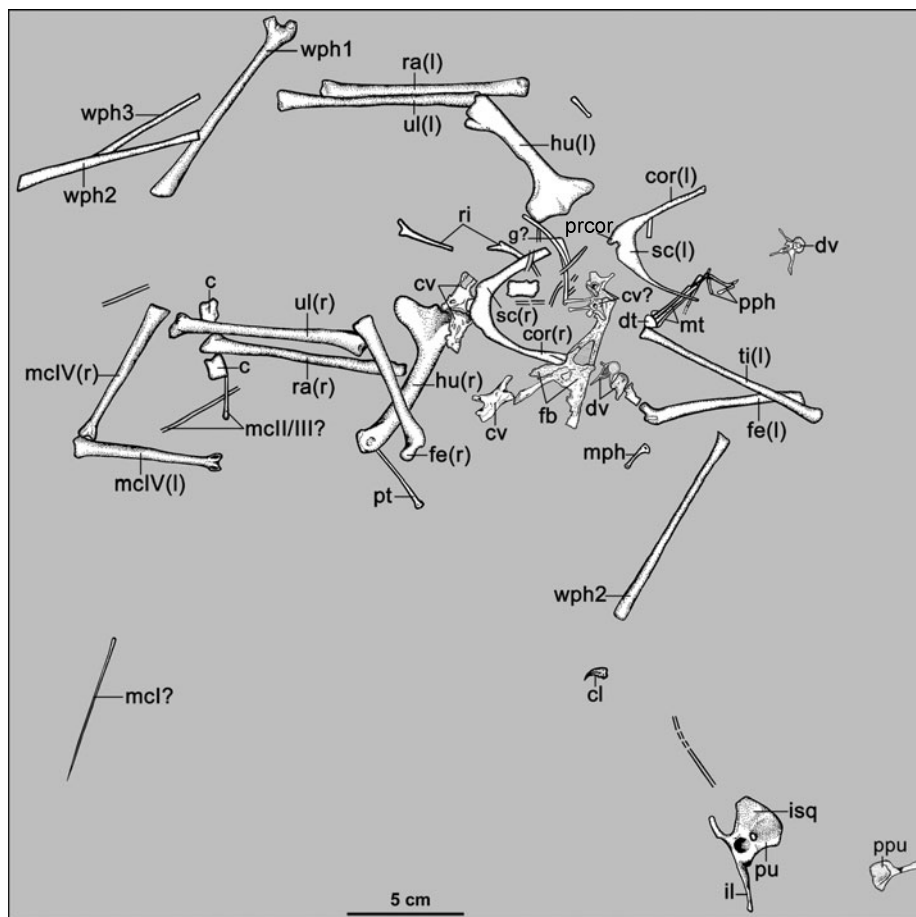 wph1
ra(l)
wph3
ul(l)
hu(l)
wph2
cor(l)
ri
g?
prcor
sc(l)
dv
c
cv
cv?
pph
ul(r)
sc(r)
dt
mt
cor(r)
mcIV(r)
c
ra(r)
hu(r)
ti(l)
mcII/III?
cv
fb
dv
fe(l)
fe(r)
mph
mcIV(l)
pt
wph2
mcI?
cl
isq
ppu
pu
il
5 cm